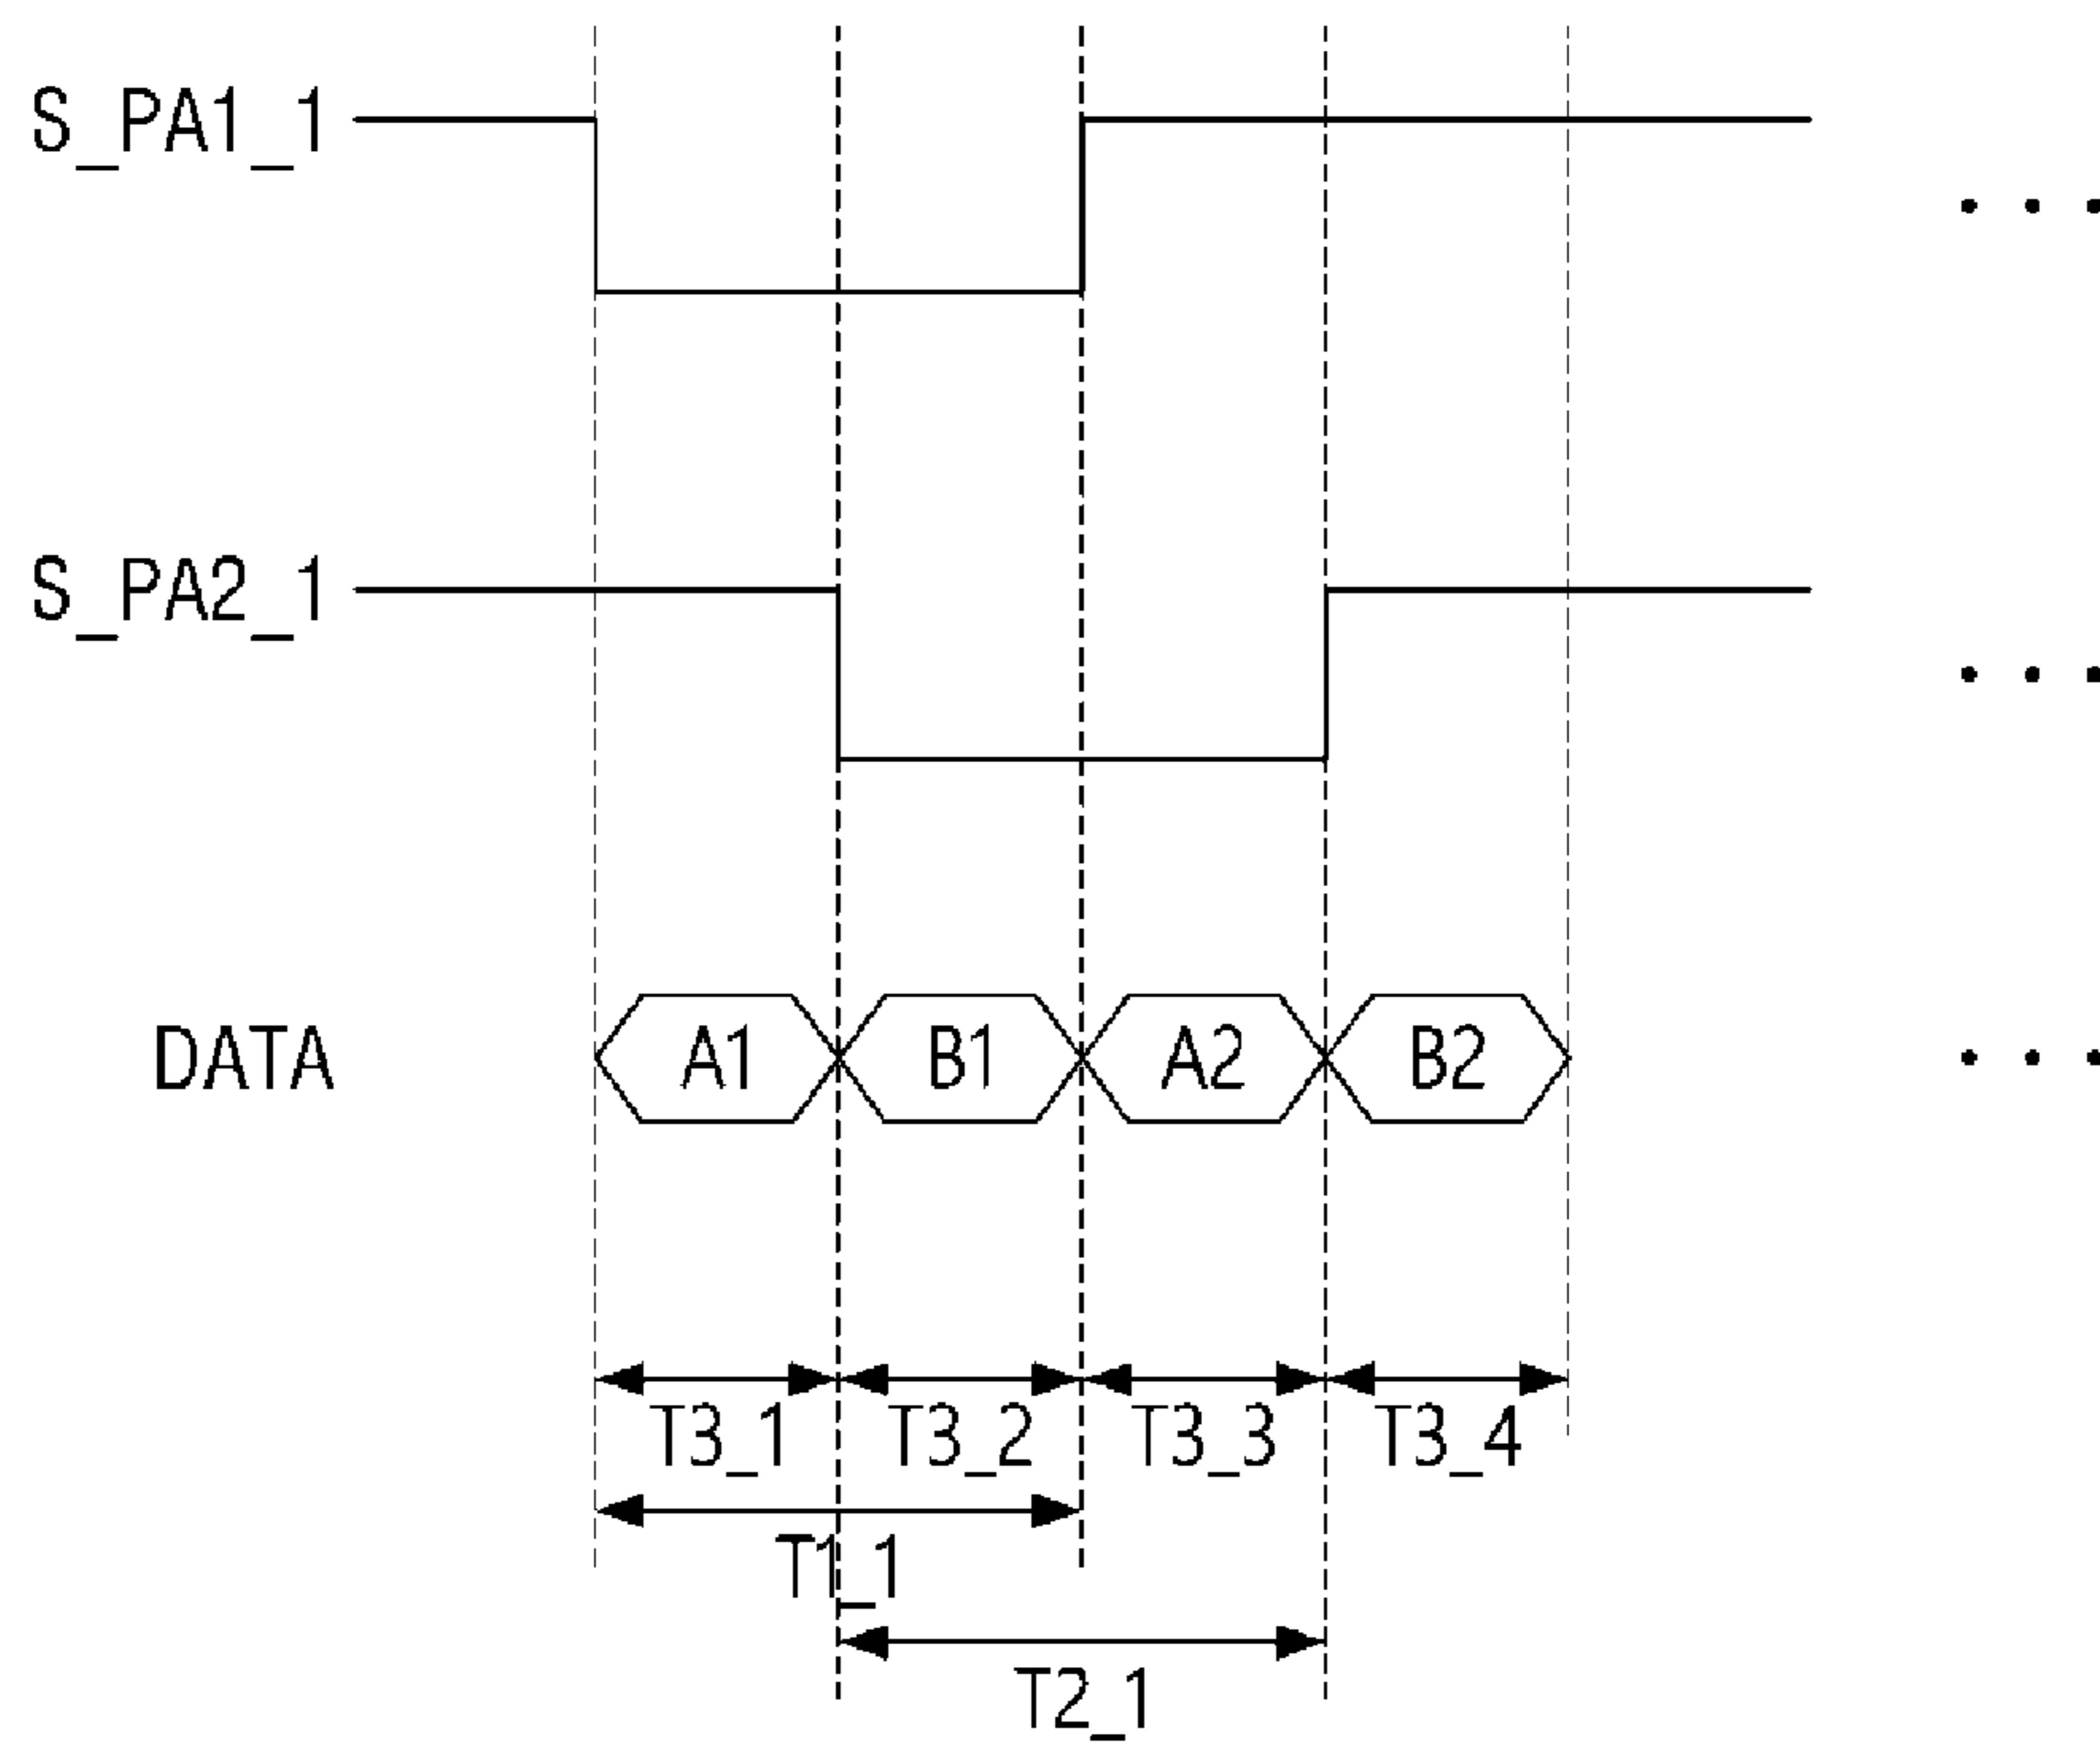 S_PA1_1
...
S_PA2_1
...
DATA A1 B1 A2 B2
...
T3_1 T3_2 T3_3 T3_4
T1_1
T2_1